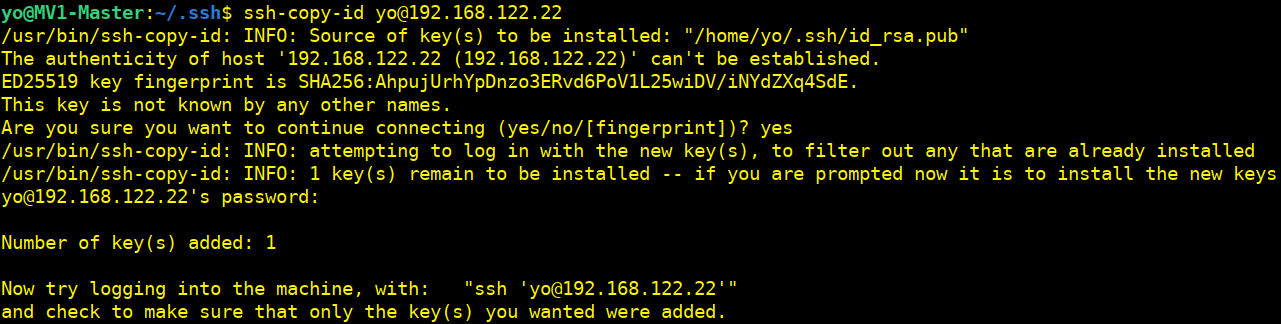 yo@MV1-Master:~/.ssh$ ssh-copy-id yo@192.168.122.22
/usr/bin/ssh-copy-id: INFO: Source of key(s) to be installed: "/home/yo/.ssh/id_rsa.pub"
The authenticity of host '192.168.122.22 (192.168.122.22)' can't be established.
ED25519 key fingerprint is SHA256:AhpujUrhYpDnzo3ERvd6PoV1L25wiDV/iNYdZXq4SdE.
This key is not known by any other names.
Are you sure you want to continue connecting (yes/no/[fingerprint])? yes
/usr/bin/ssh-copy-id: INFO: attempting to log in with the new key(s), to filter out any that are already installed
/usr/bin/ssh-copy-id: INFO: 1 key(s) remain to be installed -- if you are prompted now it is to install the new keys
yo@192.168.122.22's password:
Number of key(s) added: 1
Now try logging into the machine, with:   "ssh 'yo@192.168.122.22'"
and check to make sure that only the key(s) you wanted were added.